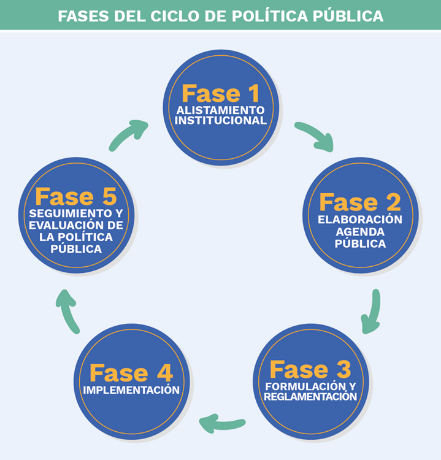 FASES DEL CICLO DE POLÍTICA PÚBLICA
Fase 1
ALISTAMIENTO
INSTITUCIONAL
Fase 2
ELABORACIÓN
AGENDA
PÚBLICA
Fase 3
FORMULACIÓN Y
REGLAMENTACIÓN
Fase 4
IMPLEMENTACIÓN
Fase 5
SEGUIMIENTO Y
EVALUACIÓN DE
LA POLÍTICA
PÚBLICA